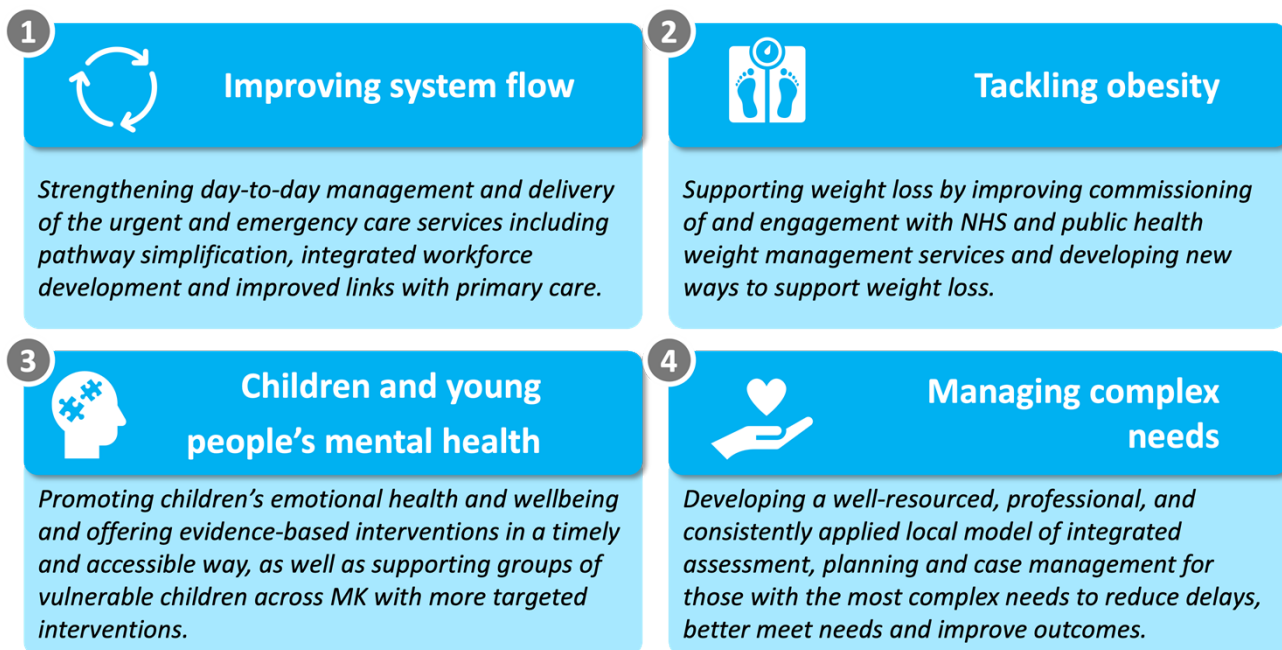 1
Improving system flow
Strengthening day-to-day management and delivery
of the urgent and emergency care services including
pathway simplification, integrated workforce
development and improved links with primary care.
2
Tackling obesity
Supporting weight loss by improving commissioning
of and engagement with NHS and public health
weight management services and developing new
ways to support weight loss.
3
Children and young
people’s mental health
Promoting children’s emotional health and wellbeing
and offering evidence-based interventions in a timely
and accessible way, as well as supporting groups of
vulnerable children across MK with more targeted
interventions.
4
Managing complex
needs
Developing a well-resourced, professional, and
consistently applied local model of integrated
assessment, planning and case management for
those with the most complex needs to reduce delays,
better meet needs and improve outcomes.